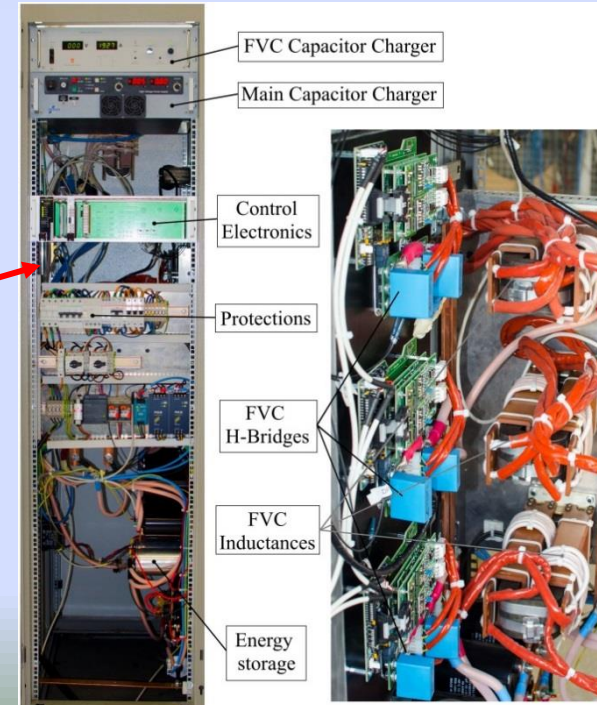 FVC Capacitor Charger
Main Capacitor Charger
Control
Electronics
Protections
FVC
H-Bridges
FVC
Inductances
Energy
storage